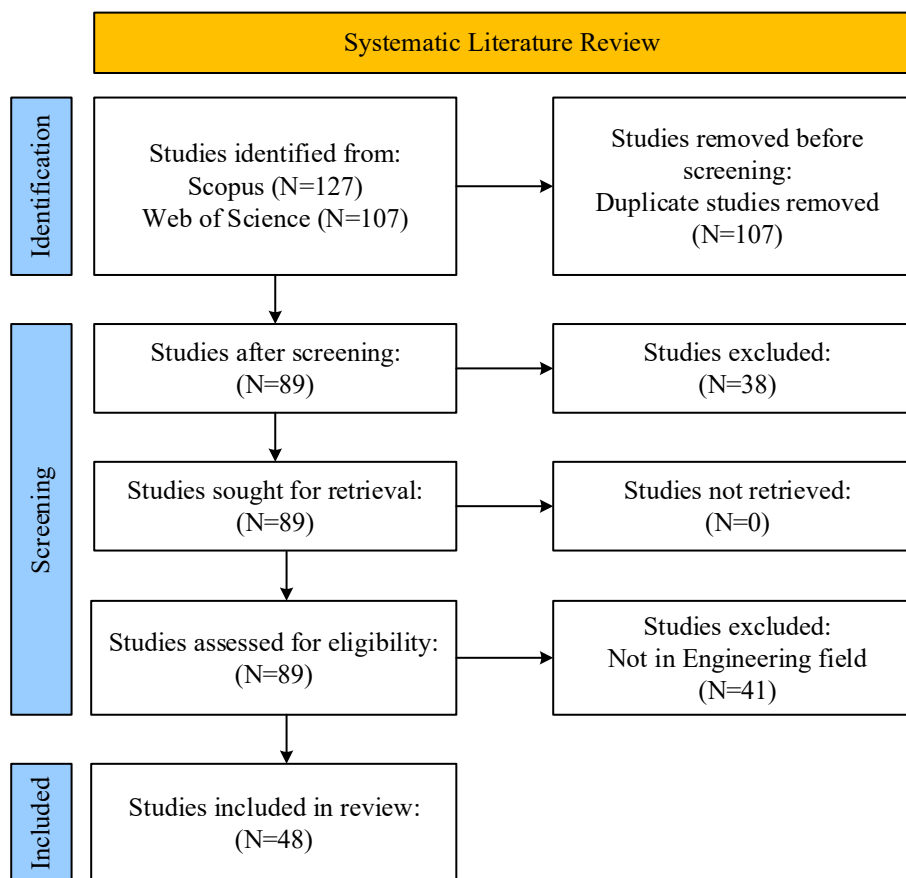 Systematic Literature Review
Identification
Studies identified from:
Scopus (N=127)
Web of Science (N=107)
Studies removed before
screening:
Duplicate studies removed
(N=107)
Screening
Studies after screening:
(N=89)
Studies excluded:
(N=38)
Studies sought for retrieval:
(N=89)
Studies not retrieved:
(N=0)
Studies assessed for eligibility:
(N=89)
Studies excluded:
Not in Engineering field
(N=41)
Included
Studies included in review:
(N=48)